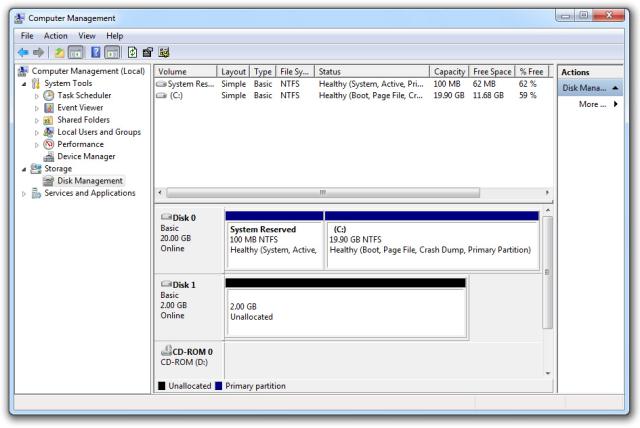 Computer Management
File Action View Help
Computer Management (Local)
System Tools
Task Scheduler
Event Viewer
Shared Folders
Local Users and Groups
Performance
Device Manager
Storage
Disk Management
Services and Applications
Volume Layout Type File Sy... Status Capacity Free Space % Free
System Res... Simple Basic NTFS Healthy (System, Active, Pri... 100 MB 62 MB 62 %
(C:) Simple Basic NTFS Healthy (Boot, Page File, Cr... 19.90 GB 11.68 GB 59 %
Disk 0
Basic
20.00 GB
Online
System Reserved
100 MB NTFS
Healthy (System, Active,
(C:)
19.90 GB NTFS
Healthy (Boot, Page File, Crash Dump, Primary Partition)
Disk 1
Basic
2.00 GB
Online
2.00 GB
Unallocated
CD-ROM 0
CD-ROM (D:)
Unallocated Primary partition
Actions
Disk Mana...
More ...